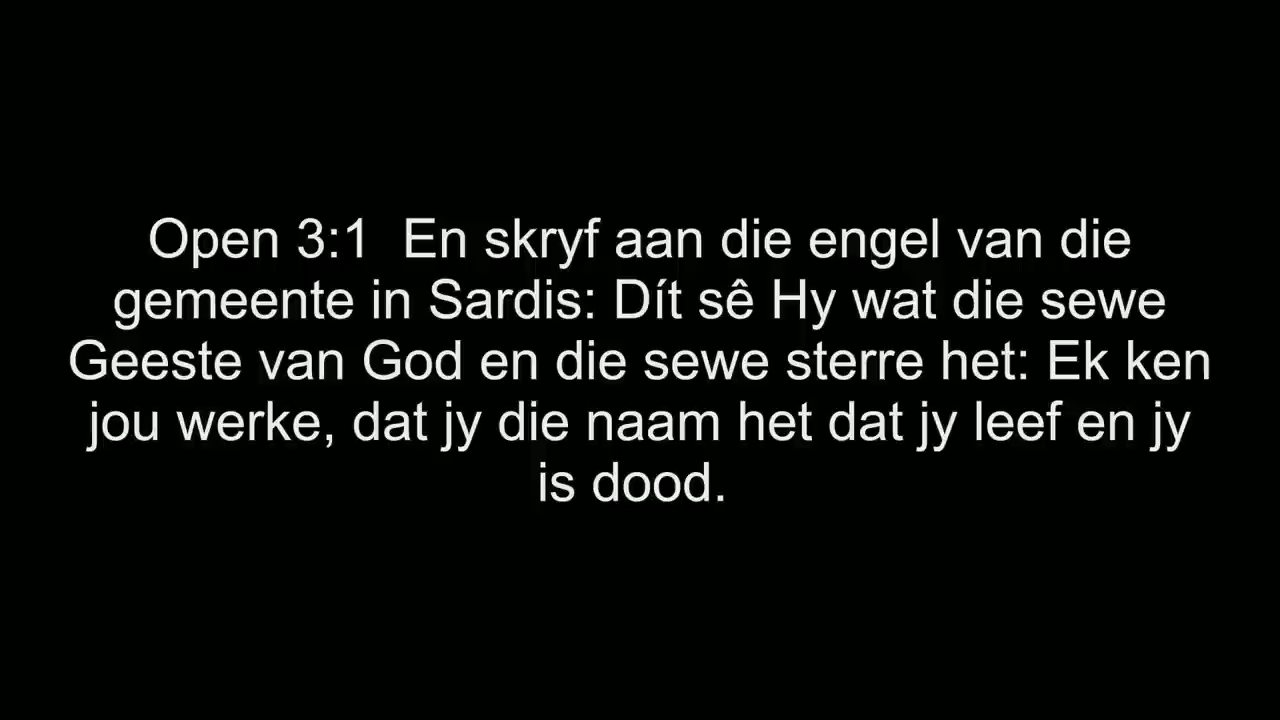 Open 3:1  En skryf aan die engel van die
gemeente in Sardis: Dít sê Hy wat die sewe
Geeste van God en die sewe sterre het: Ek ken
jou werke, dat jy die naam het dat jy leef en jy
is dood.